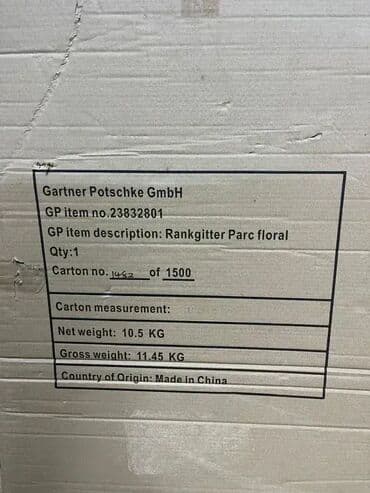 Gartner Potschke GmbH
GP item no.23832801
GP item description: Rankgitter Parc floral
Qty:1
Carton no. 1482 of 1500
Carton measurement:
Net weight: 10.5 KG
Gross weight: 11.45 KG
Country of Origin: Made in China